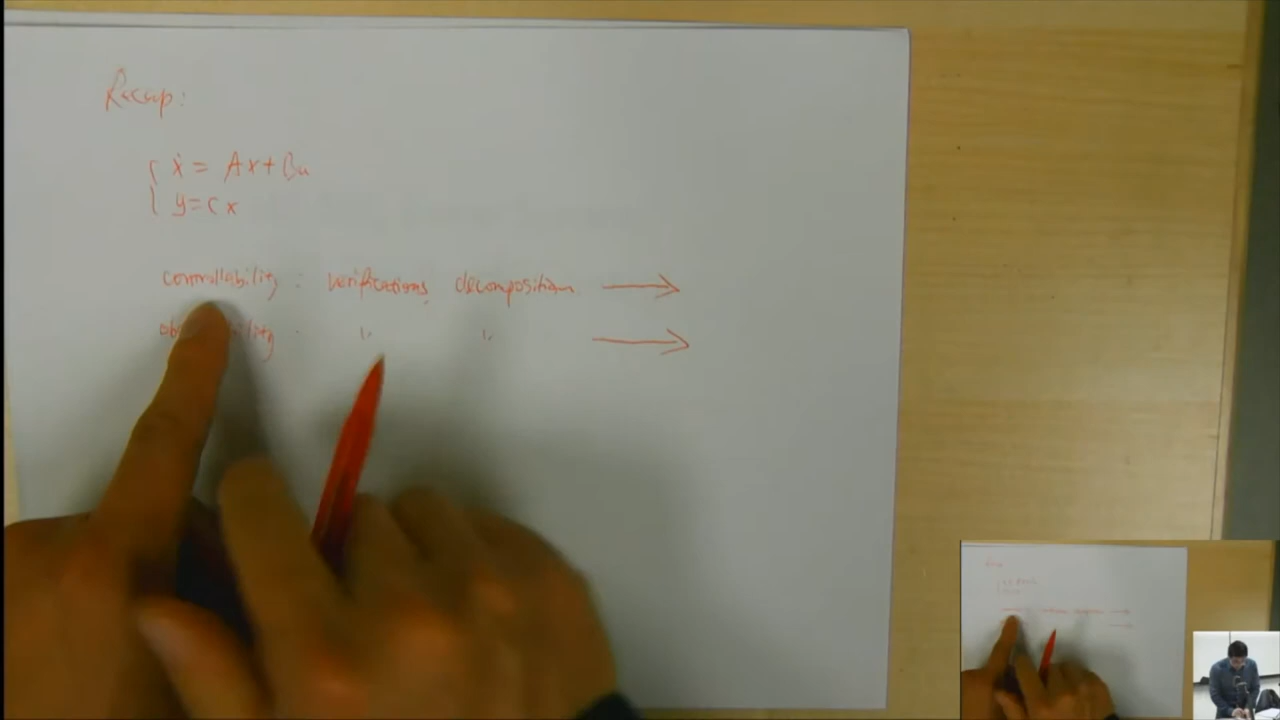 Recap:
ẋ = Ax + Bu
y = Cx
controllability : verifications, decomposition →
〃 〃 →